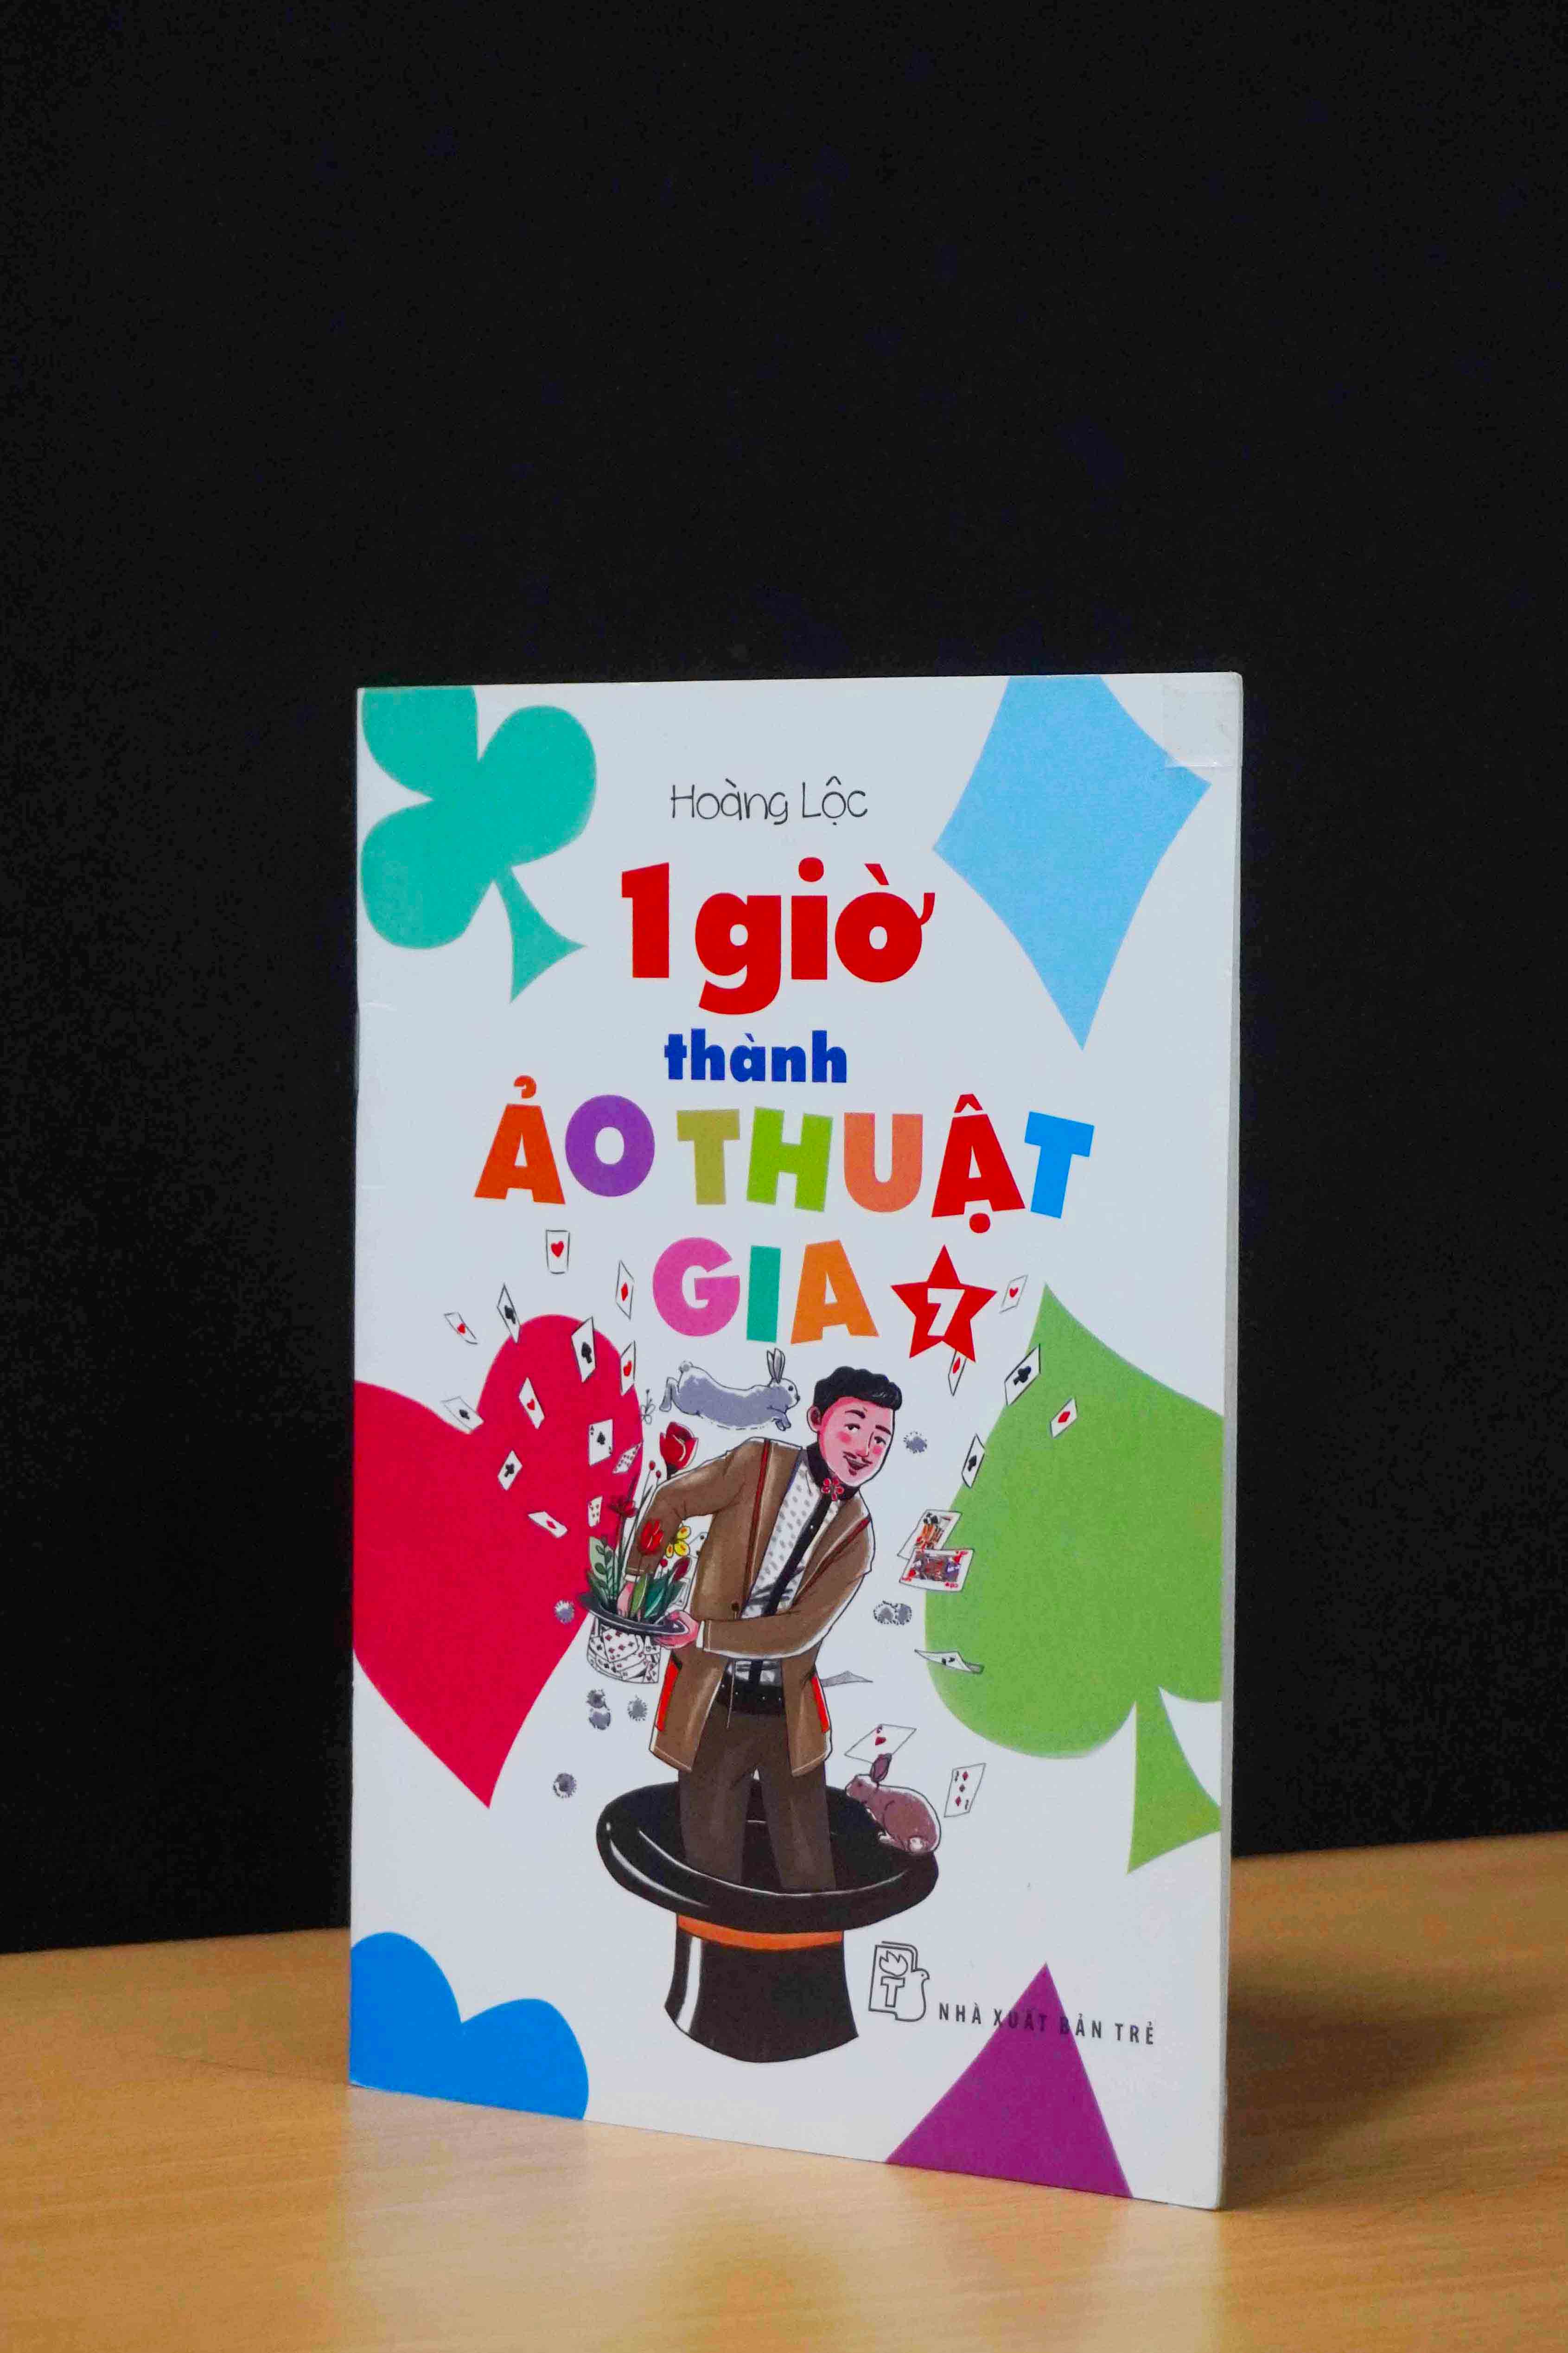 Hoàng Lộc
1 giờ
thành
ẢO THUẬT
GIA 7
NHÀ XUẤT BẢN TRẺ